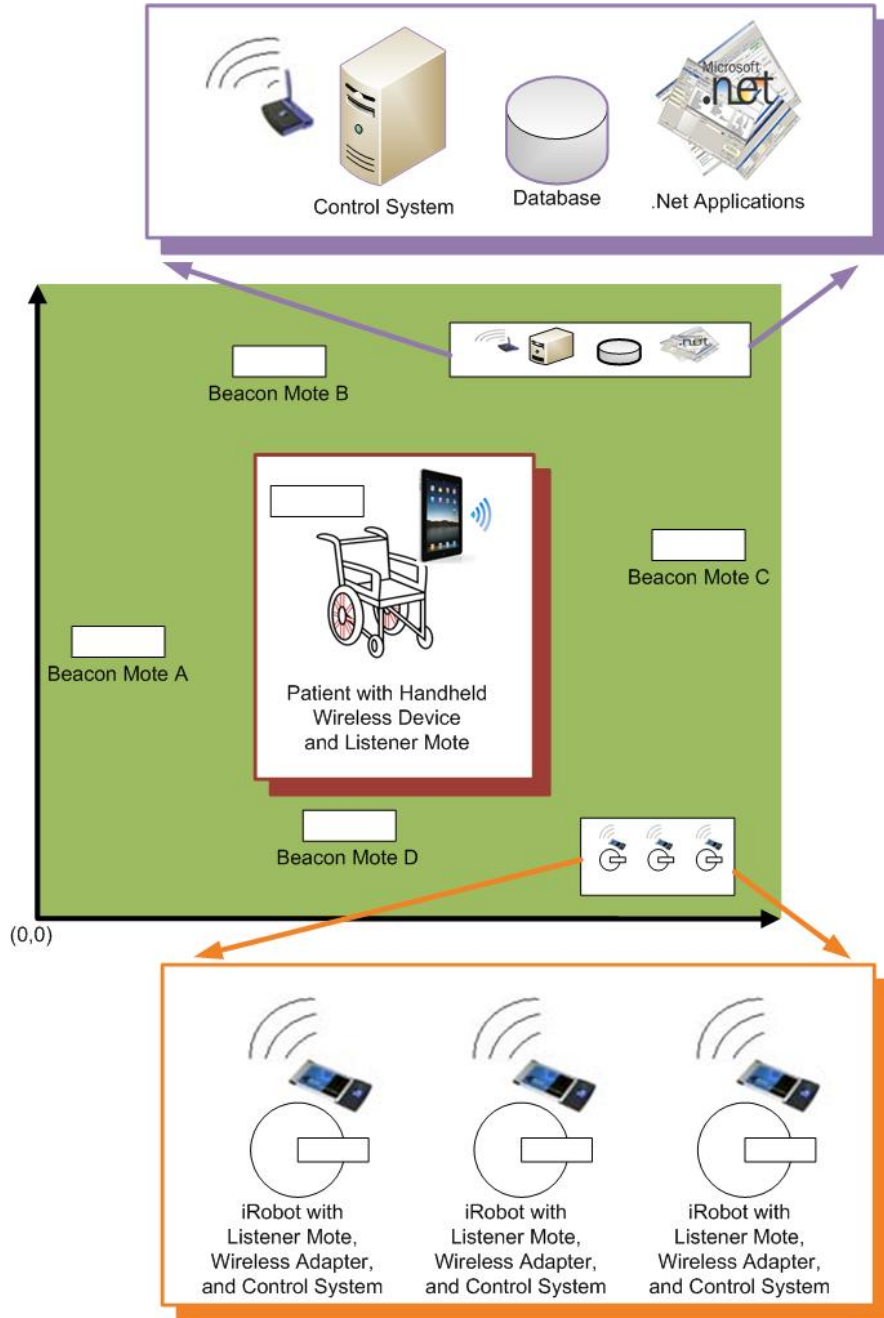 Microsoft
.net
Control System
Database
.Net Applications
.net
Beacon Mote B
Beacon Mote C
Beacon Mote A
Patient with Handheld
Wireless Device
and Listener Mote
Beacon Mote D
(0,0)
iRobot with
Listener Mote,
Wireless Adapter,
and Control System
iRobot with
Listener Mote,
Wireless Adapter,
and Control System
iRobot with
Listener Mote,
Wireless Adapter,
and Control System